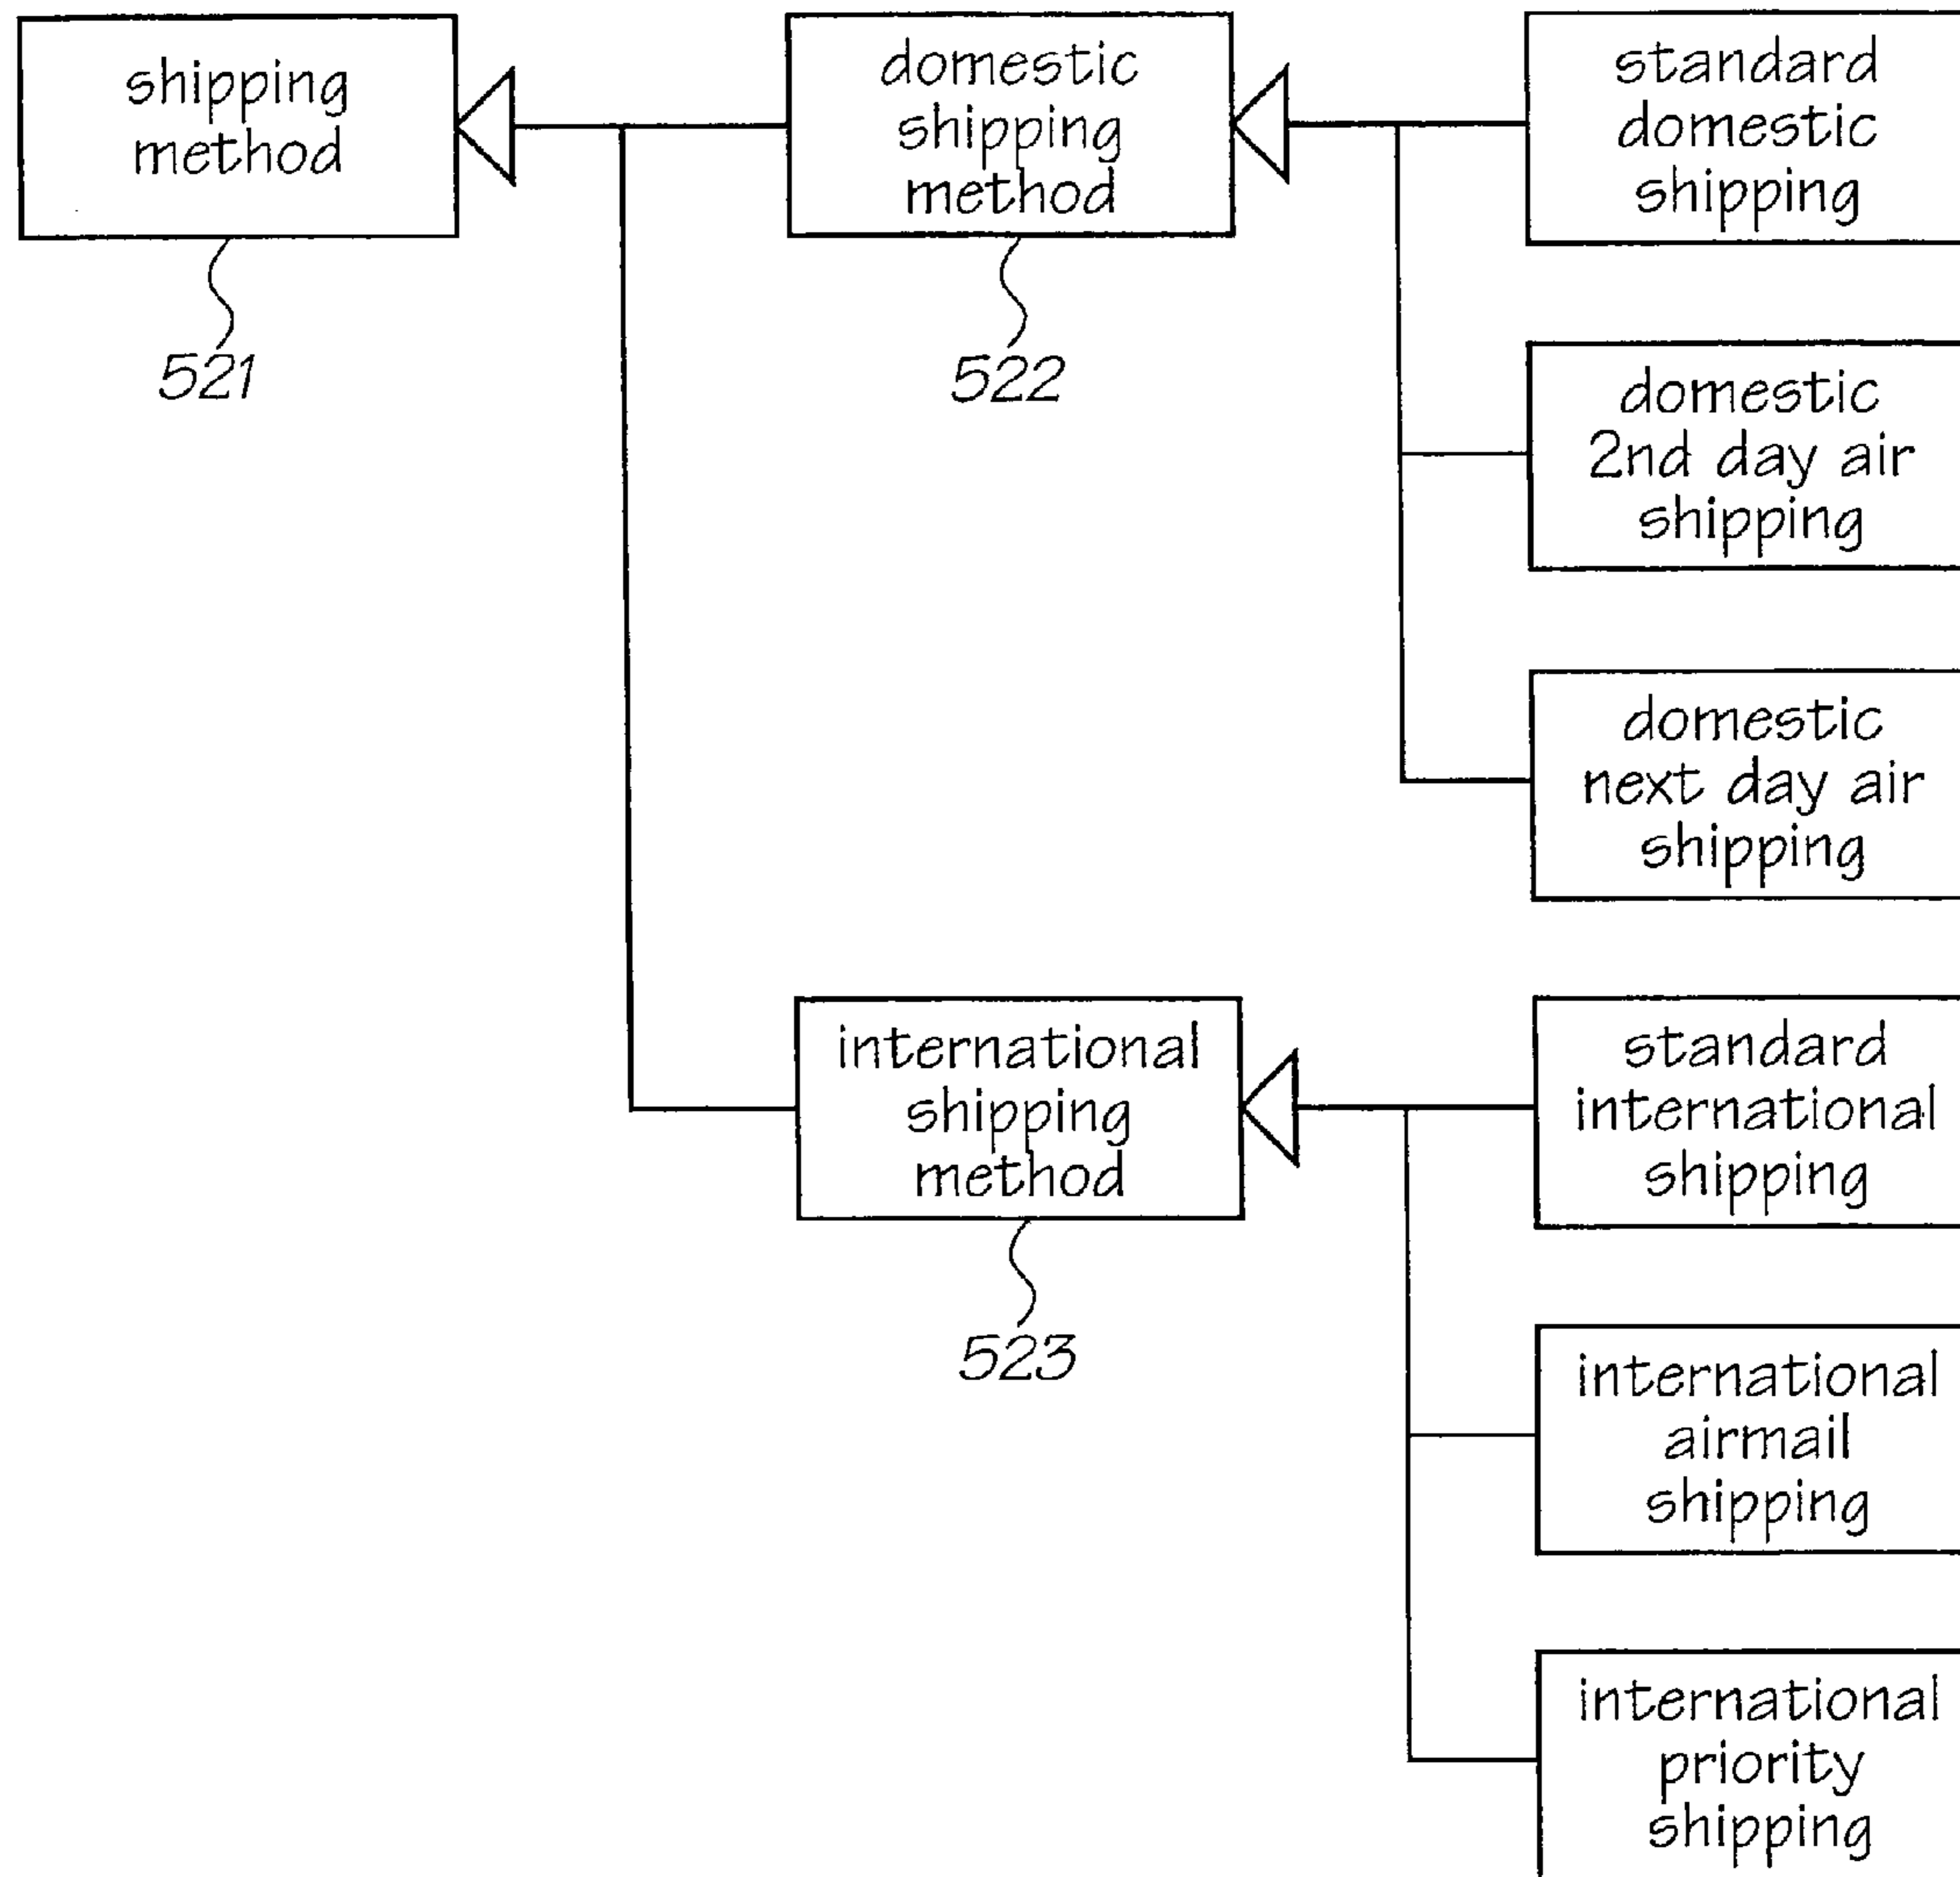 shipping
method
521
domestic
shipping
method
522
standard
domestic
shipping
domestic
2nd day air
shipping
domestic
next day air
shipping
international
shipping
method
523
standard
international
shipping
international
airmail
shipping
international
priority
shipping